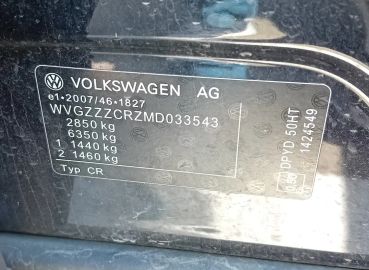 VOLKSWAGEN AG
e1*2007/46*1827
WVGZZZCRZMD033543
2850 kg
6350 kg
1 1440 kg
2 1460 kg
Typ CR
DPYD 50HT
1424549